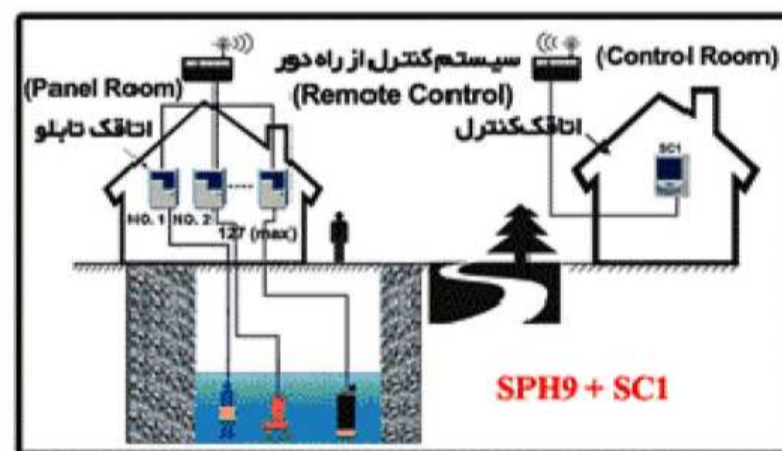 سیستم کنترل از راه دور
(Remote Control)
(Panel Room)
اتاقک تابلو
(Control Room)
اتاقک کنترل
SC1
NO. 1 NO. 2
127 (max)
SPH9 + SC1